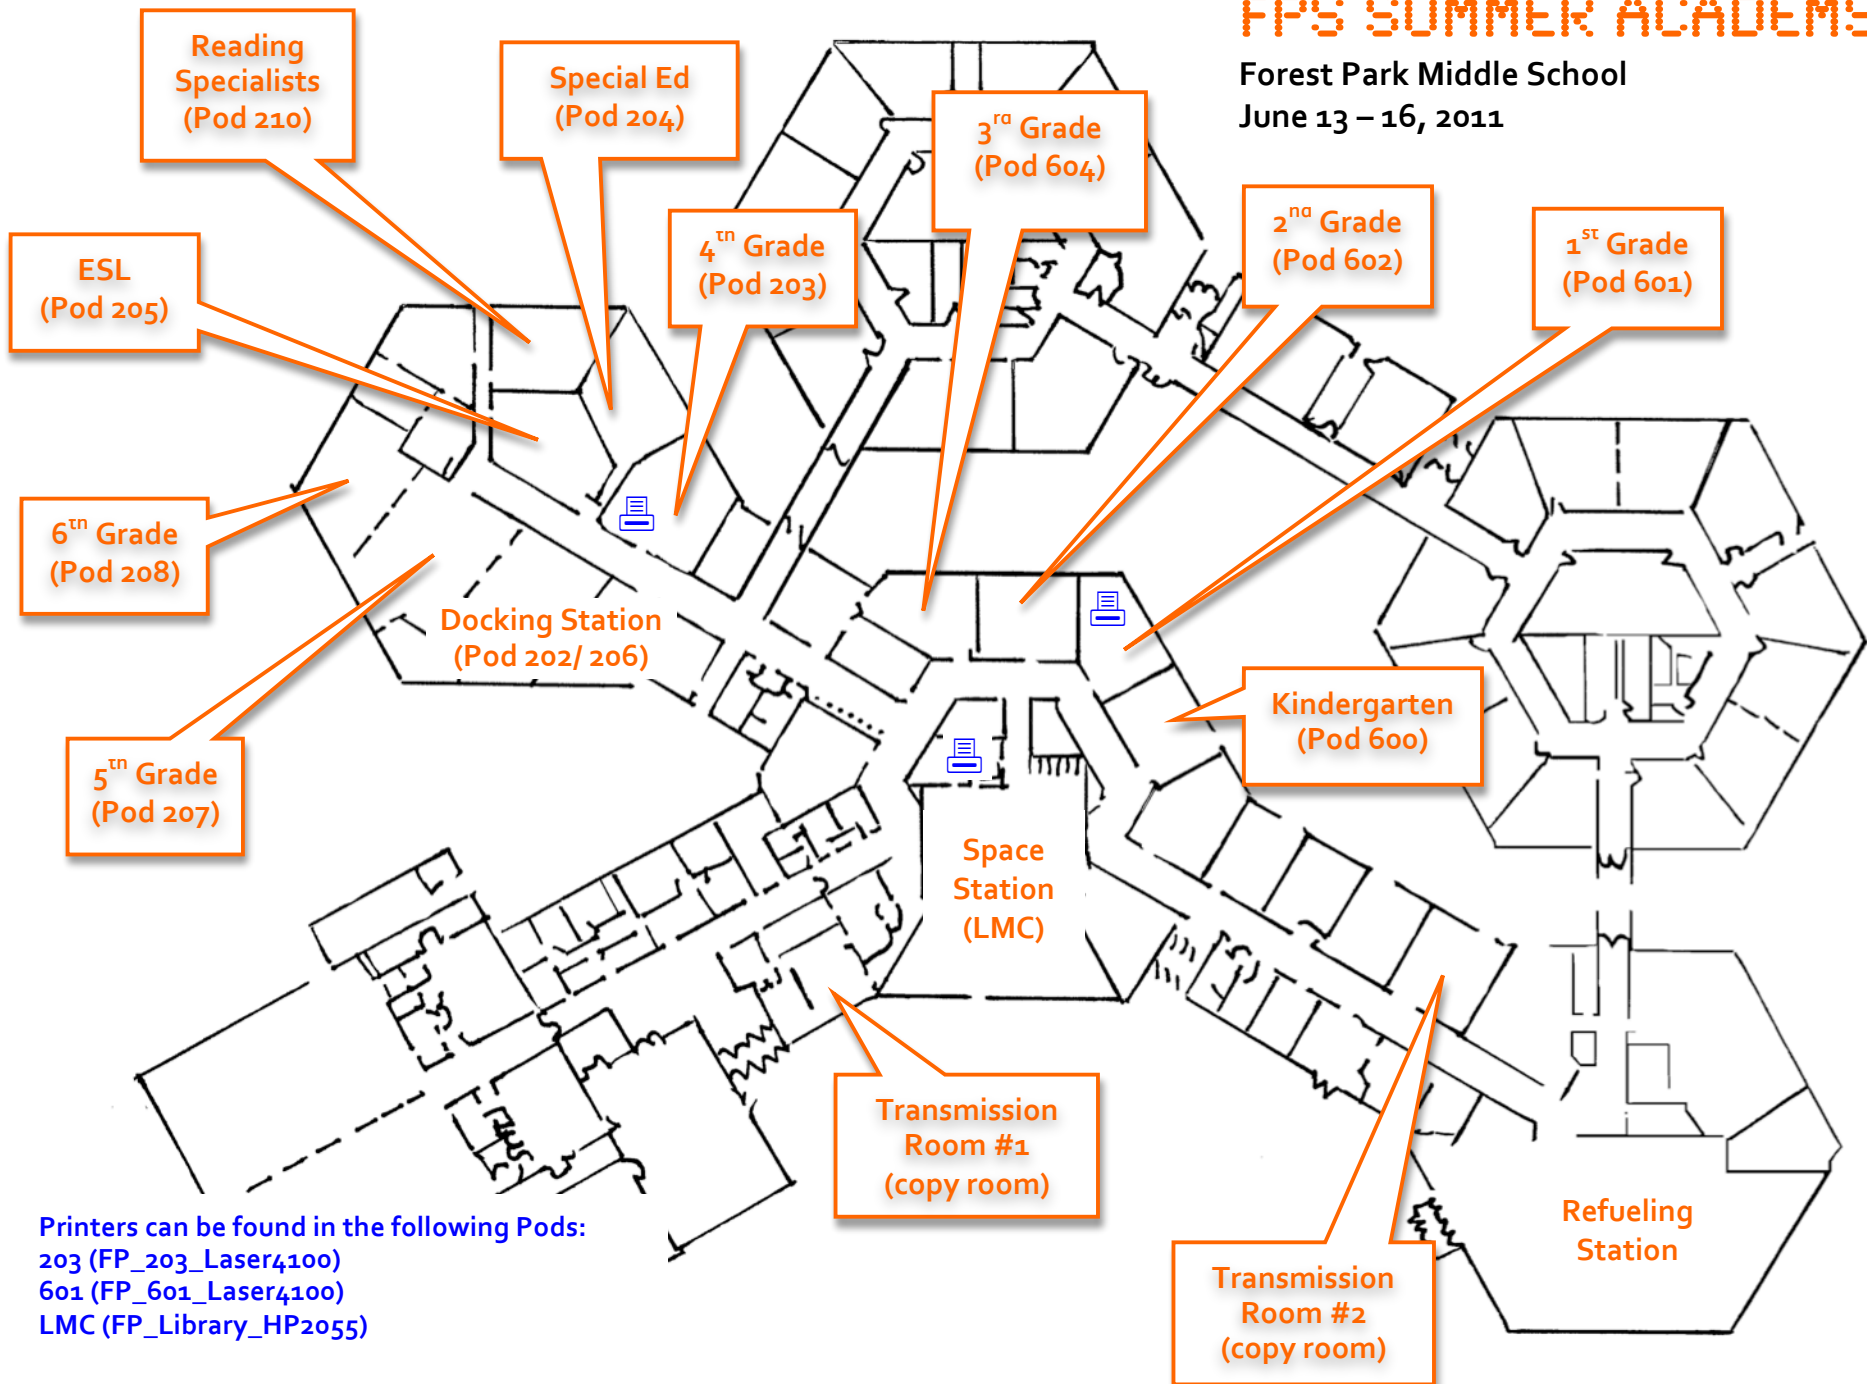 FPS SUMMER ACADEMY
Forest Park Middle School
June 13 – 16, 2011
Reading
Specialists
(Pod 210)
Special Ed
(Pod 204)
3rd Grade
(Pod 604)
2nd Grade
(Pod 602)
1st Grade
(Pod 601)
4th Grade
(Pod 203)
ESL
(Pod 205)
6th Grade
(Pod 208)
Docking Station
(Pod 202/ 206)
5th Grade
(Pod 207)
Kindergarten
(Pod 600)
Space
Station
(LMC)
Transmission
Room #1
(copy room)
Transmission
Room #2
(copy room)
Refueling
Station
Printers can be found in the following Pods:
203 (FP_203_Laser4100)
601 (FP_601_Laser4100)
LMC (FP_Library_HP2055)